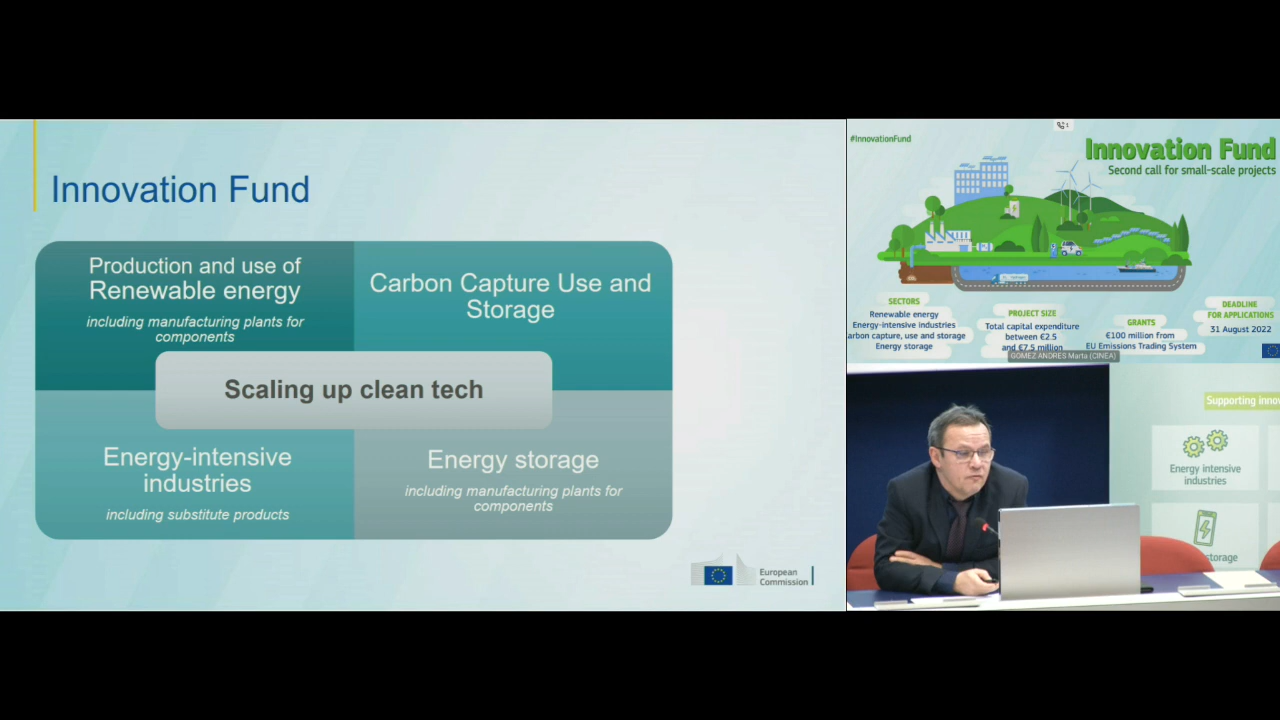 Innovation Fund
Production and use of
Renewable energy
including manufacturing plants for
components
Carbon Capture Use and
Storage
Scaling up clean tech
Energy-intensive
industries
including substitute products
Energy storage
including manufacturing plants for
components
European
Commission
1
#InnovationFund
Innovation Fund
Second call for small-scale projects
SECTORS
Renewable energy
Energy-intensive industries
arbon capture, use and storage
Energy storage
PROJECT SIZE
Total capital expenditure
between €2.5
and €7.5 million
GRANTS
€100 million from
EU Emissions Trading System
DEADLINE
FOR APPLICATIONS
31 August 2022
GOMEZ ANDRES Marta (CINEA)
Supporting innov
Energy intensive
industries
storage